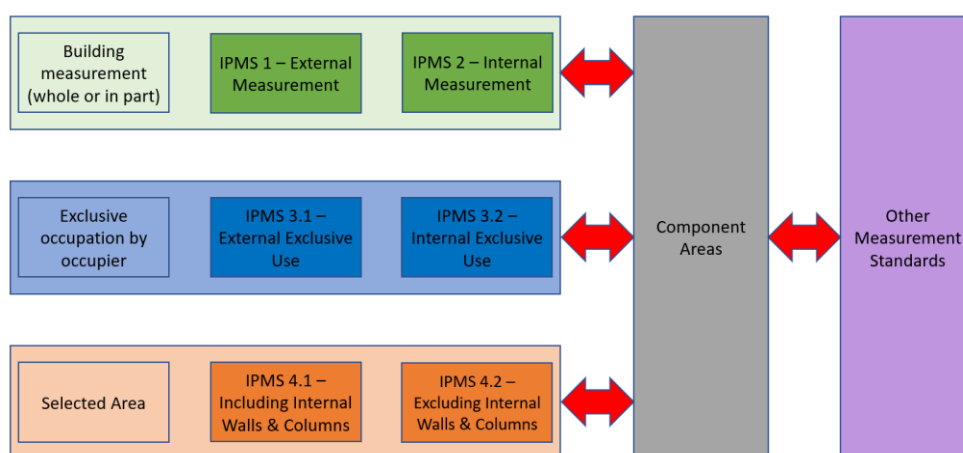 Building
measurement
(whole or in part)
IPMS 1 – External
Measurement
IPMS 2 – Internal
Measurement
Exclusive
occupation by
occupier
IPMS 3.1 –
External Exclusive
Use
IPMS 3.2 –
Internal Exclusive
Use
Component
Areas
Other
Measurement
Standards
Selected Area
IPMS 4.1 –
Including Internal
Walls & Columns
IPMS 4.2 –
Excluding Internal
Walls & Columns